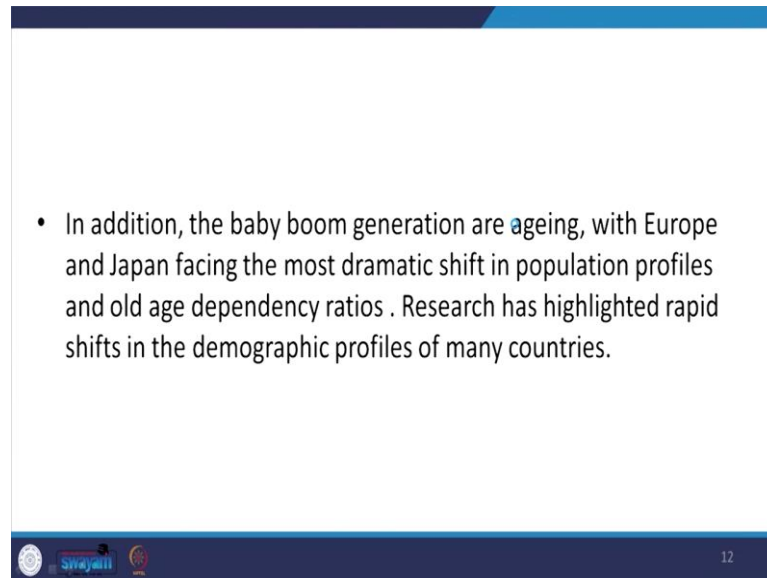 • In addition, the baby boom generation are ageing, with Europe
and Japan facing the most dramatic shift in population profiles
and old age dependency ratios . Research has highlighted rapid
shifts in the demographic profiles of many countries.
swayam
12